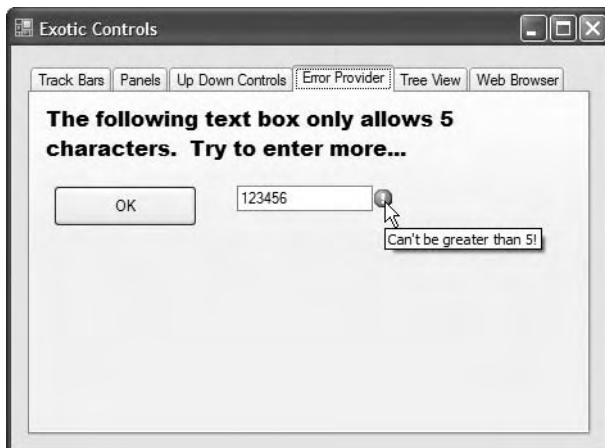 Exotic Controls
Track Bars Panels Up Down Controls Error Provider Tree View Web Browser
The following text box only allows 5
characters. Try to enter more...
OK 123456
Can't be greater than 5!